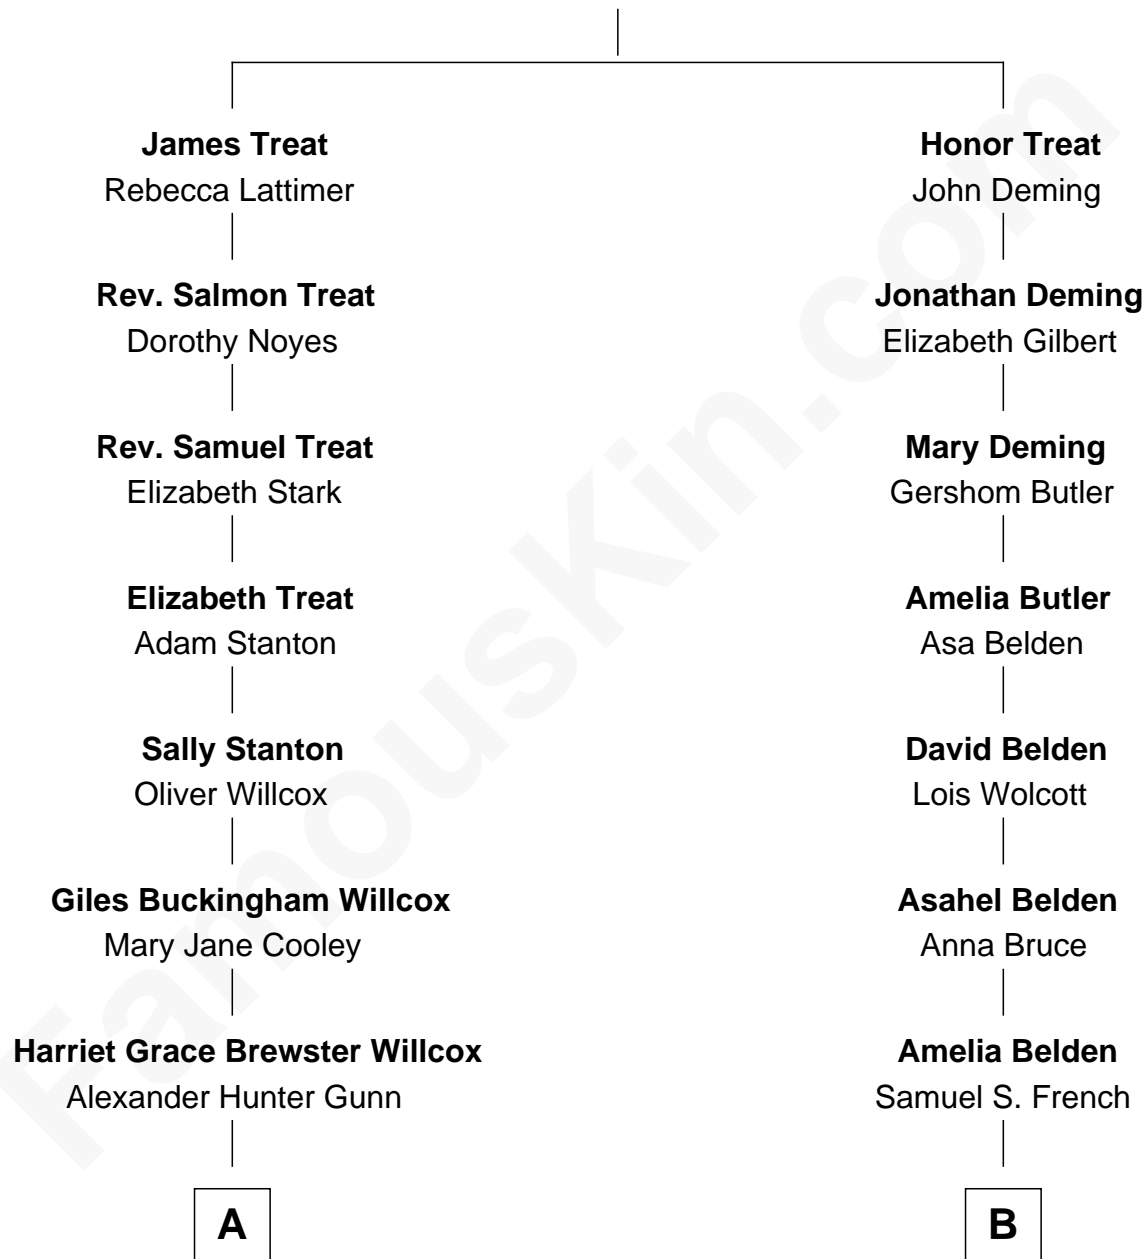 James Treat
Rebecca Lattimer
Honor Treat
John Deming
Rev. Salmon Treat
Dorothy Noyes
Jonathan Deming
Elizabeth Gilbert
Rev. Samuel Treat
Elizabeth Stark
Mary Deming
Gershom Butler
Elizabeth Treat
Adam Stanton
Amelia Butler
Asa Belden
Sally Stanton
Oliver Willcox
David Belden
Lois Wolcott
Giles Buckingham Willcox
Mary Jane Cooley
Asahel Belden
Anna Bruce
Harriet Grace Brewster Willcox
Alexander Hunter Gunn
Amelia Belden
Samuel S. French
A
B
FamousKin.com